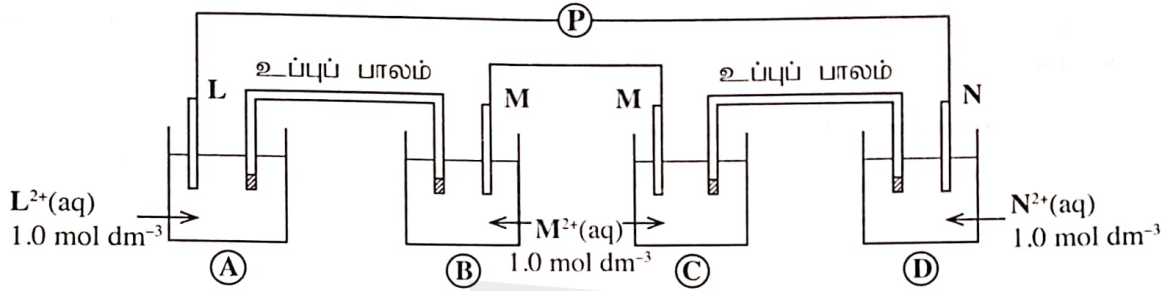 P
உப்புப் பாலம்
உப்புப் பாலம்
L
M
M
N
L²⁺(aq)
1.0 mol dm⁻³
M²⁺(aq)
1.0 mol dm⁻³
N²⁺(aq)
1.0 mol dm⁻³
A
B
C
D